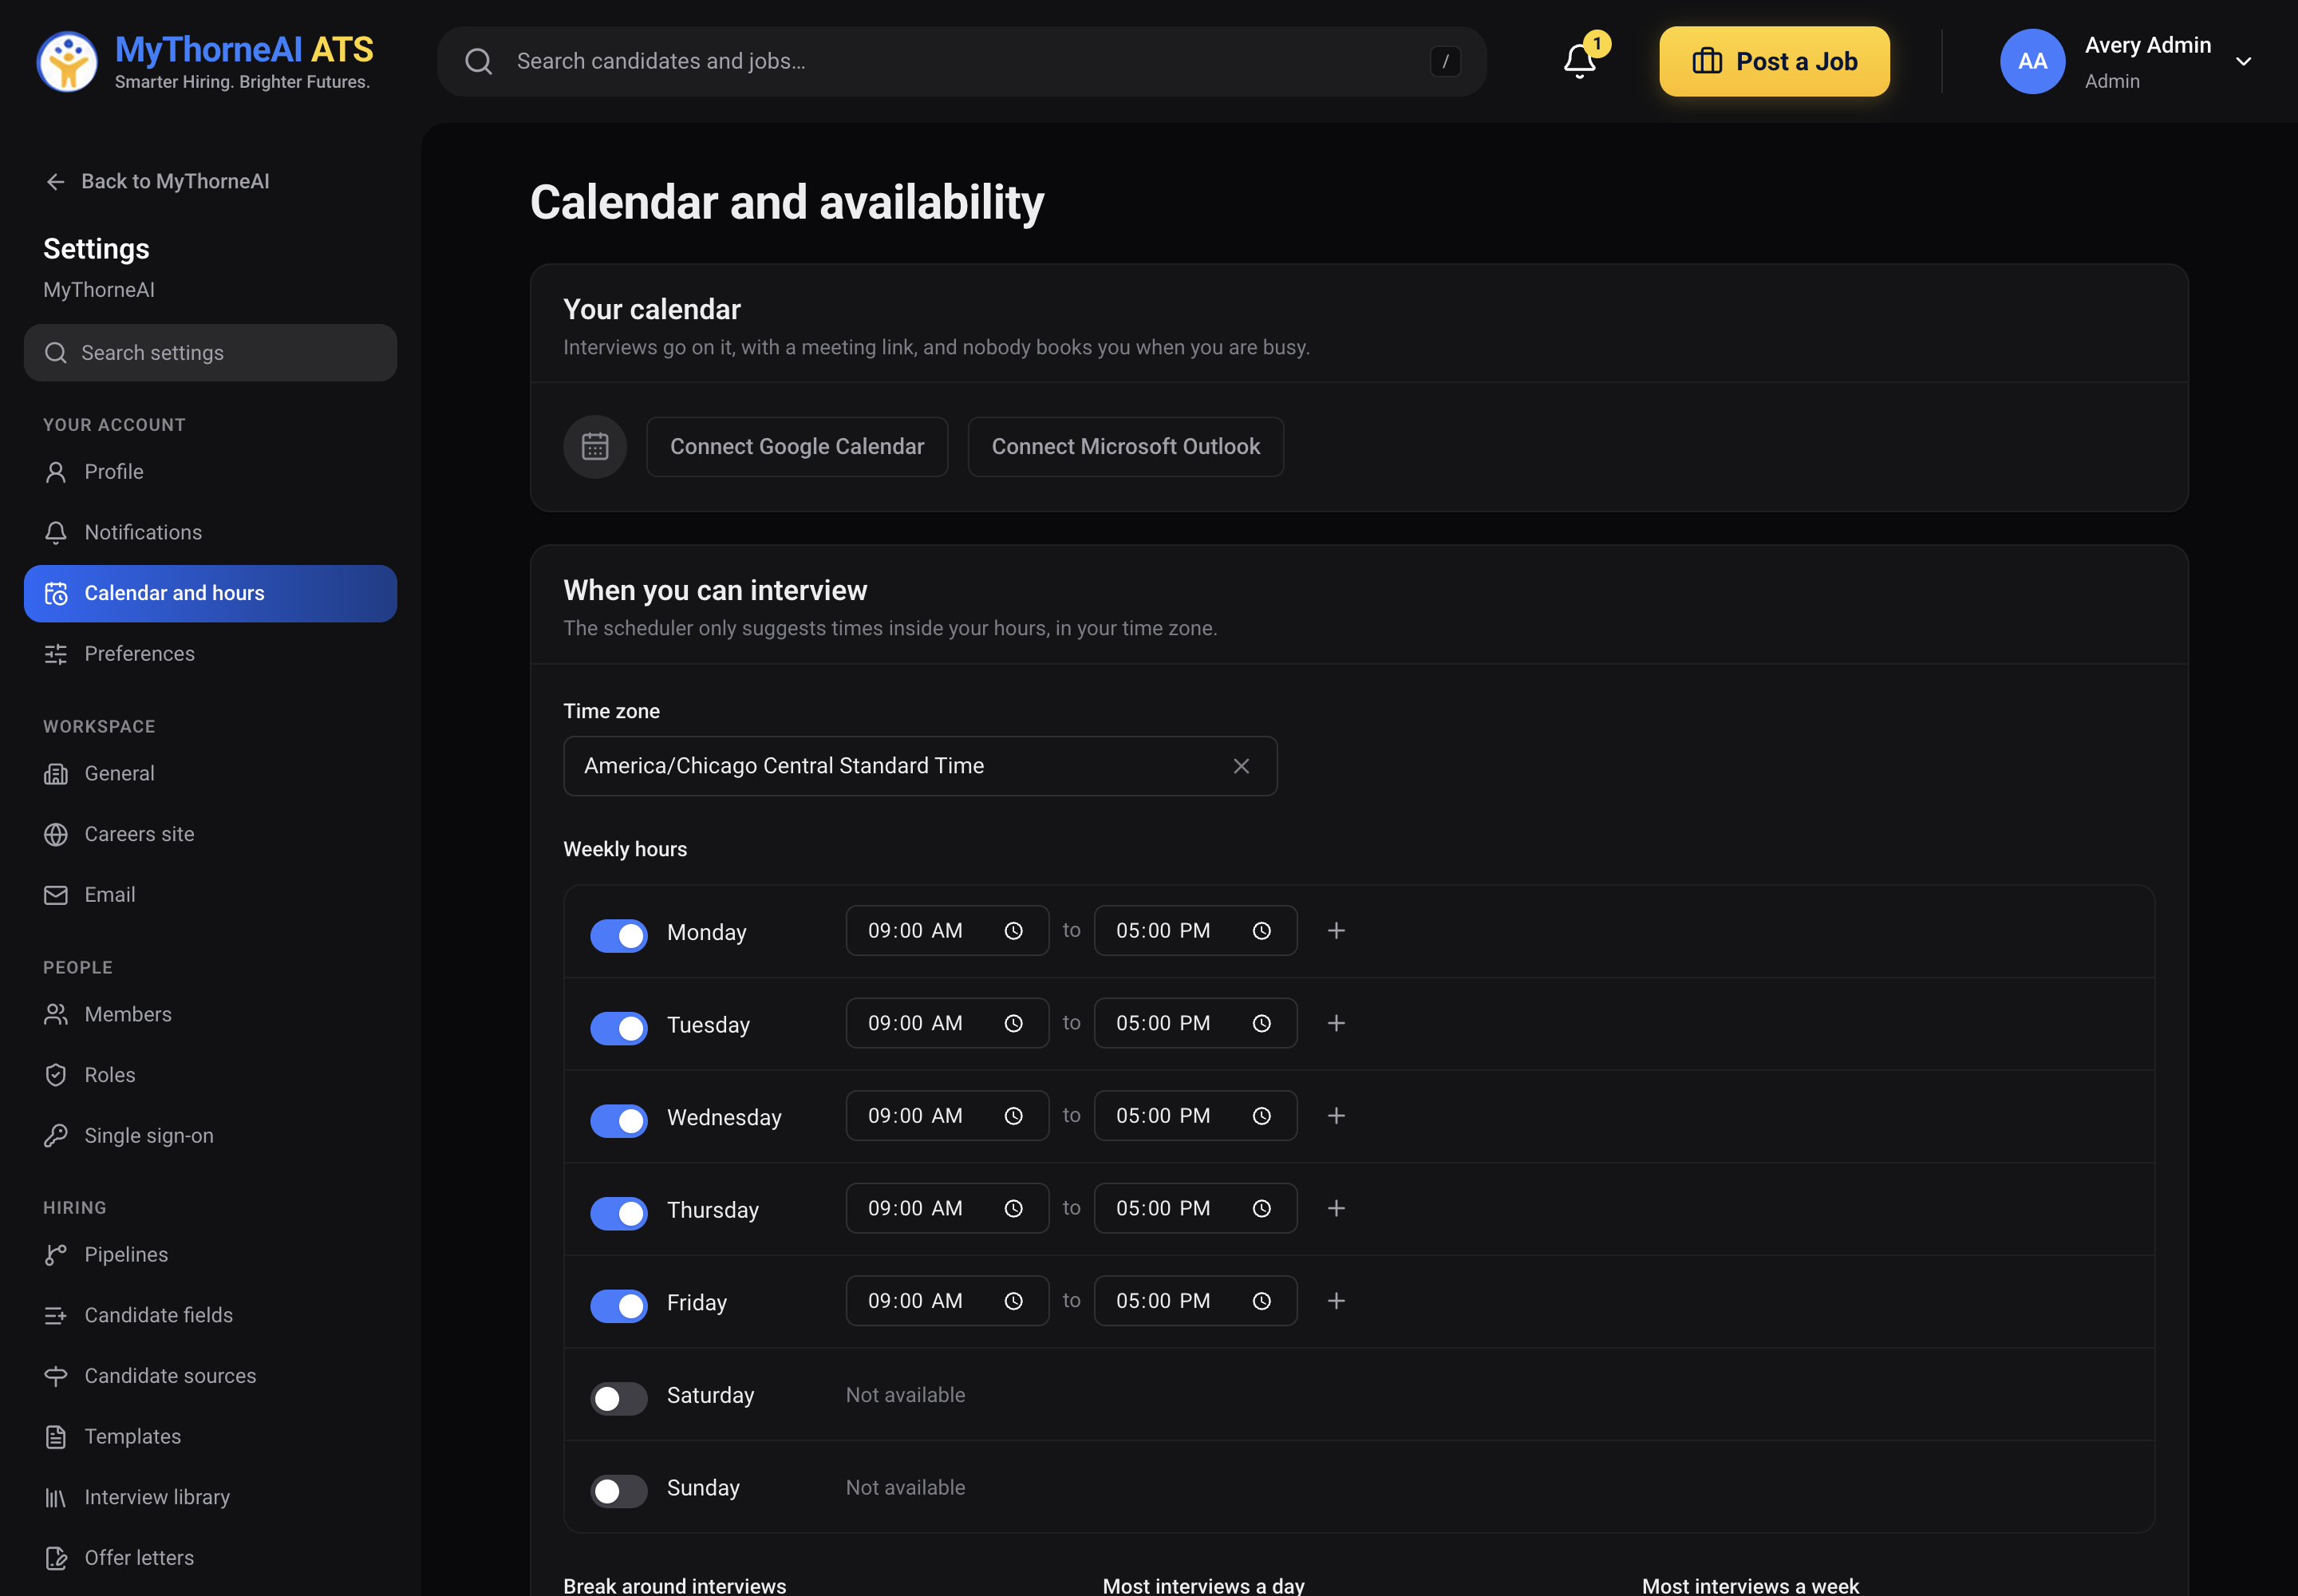 MyThorneAI ATS
Smarter Hiring. Brighter Futures.
Search candidates and jobs...
/
1
Post a Job
AA
Avery Admin
Admin
Back to MyThorneAI
Settings
MyThorneAI
Search settings
YOUR ACCOUNT
Profile
Notifications
Calendar and hours
Preferences
WORKSPACE
General
Careers site
Email
PEOPLE
Members
Roles
Single sign-on
HIRING
Pipelines
Candidate fields
Candidate sources
Templates
Interview library
Offer letters
Calendar and availability
Your calendar
Interviews go on it, with a meeting link, and nobody books you when you are busy.
Connect Google Calendar
Connect Microsoft Outlook
When you can interview
The scheduler only suggests times inside your hours, in your time zone.
Time zone
America/Chicago Central Standard Time
Weekly hours
Monday 09:00 AM to 05:00 PM
Tuesday 09:00 AM to 05:00 PM
Wednesday 09:00 AM to 05:00 PM
Thursday 09:00 AM to 05:00 PM
Friday 09:00 AM to 05:00 PM
Saturday Not available
Sunday Not available
Break around interviews
Most interviews a day
Most interviews a week